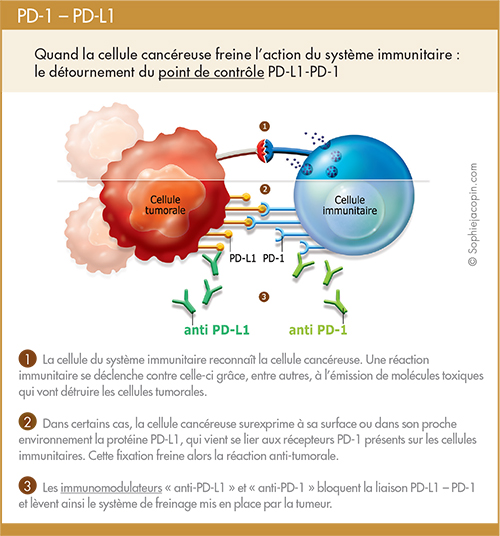 PD-1 – PD-L1
Quand la cellule cancéreuse freine l’action du système immunitaire :
le détournement du point de contrôle PD-L1-PD-1
1
Cellule
tumorale
2
Cellule
immunitaire
PD-L1
PD-1
3
anti PD-L1
anti PD-1
© Sophiejacopin.com
1 La cellule du système immunitaire reconnaît la cellule cancéreuse. Une réaction
immunitaire se déclenche contre celle-ci grâce, entre autres, à l’émission de molécules toxiques
qui vont détruire les cellules tumorales.
2 Dans certains cas, la cellule cancéreuse surexprime à sa surface ou dans son proche
environnement la protéine PD-L1, qui vient se lier aux récepteurs PD-1 présents sur les cellules
immunitaires. Cette fixation freine alors la réaction anti-tumorale.
3 Les immunomodulateurs « anti-PD-L1 » et « anti-PD-1 » bloquent la liaison PD-L1 – PD-1
et lèvent ainsi le système de freinage mis en place par la tumeur.